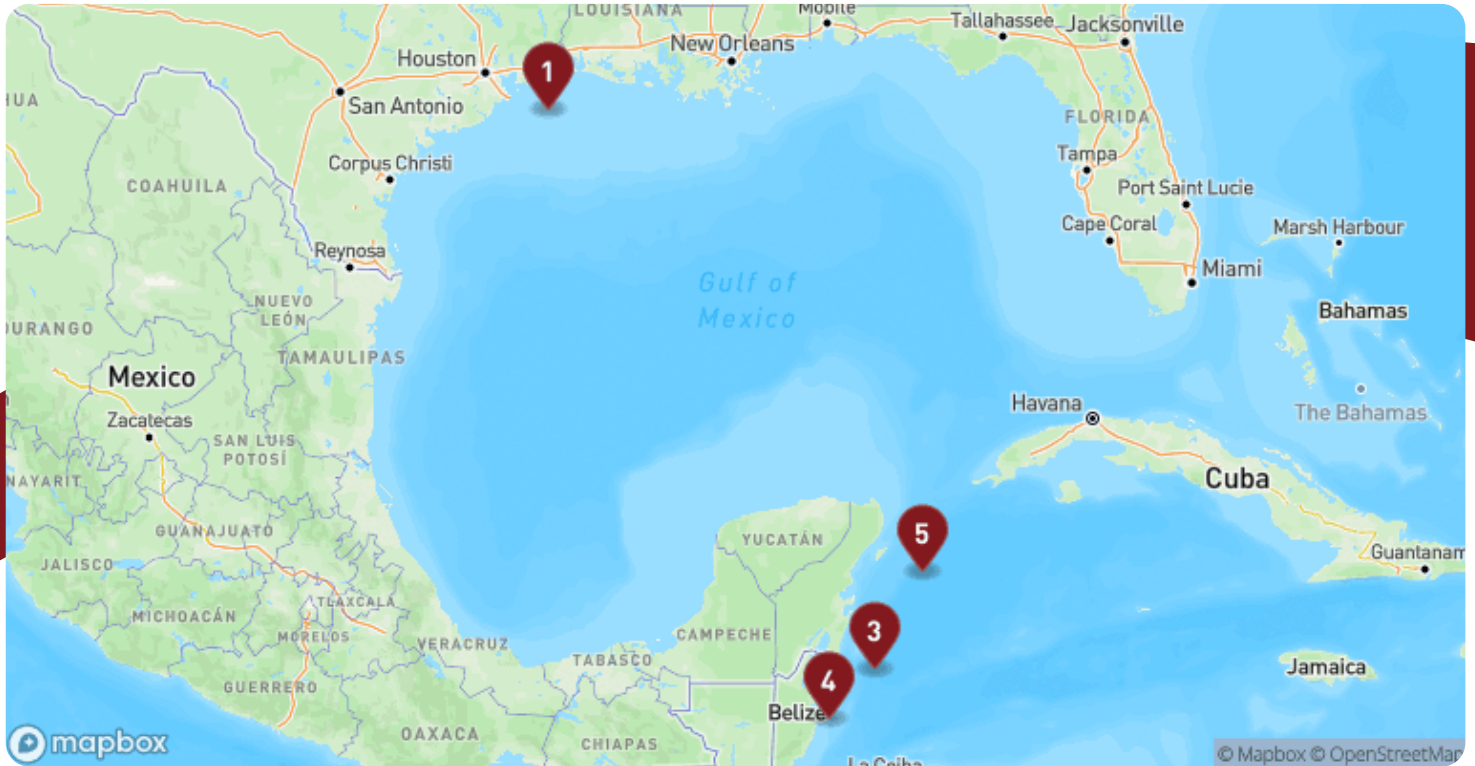 LOUISIANA
Mobile
Tallahassee
Jacksonville
New Orleans
Houston
1
San Antonio
HUA
FLORIDA
Corpus Christi
Tampa
COAHUILA
Port Saint Lucie
Cape Coral
Marsh Harbour
Reynosa
Miami
Gulf of
Mexico
NUEVO
LEÓN
Bahamas
DURANGO
TAMAULIPAS
Mexico
Havana
The Bahamas
Zacatecas
SAN LUIS
POTOSÍ
Cuba
NAYARIT
GUANAJUATO
YUCATÁN
5
Guantanam
JALISCO
TLAXCALA
MICHOACÁN
MORELOS
VERACRUZ
CAMPECHE
3
TABASCO
Jamaica
GUERRERO
4
Belize
OAXACA
CHIAPAS
mapbox
La Ceiba
© Mapbox © OpenStreetMap